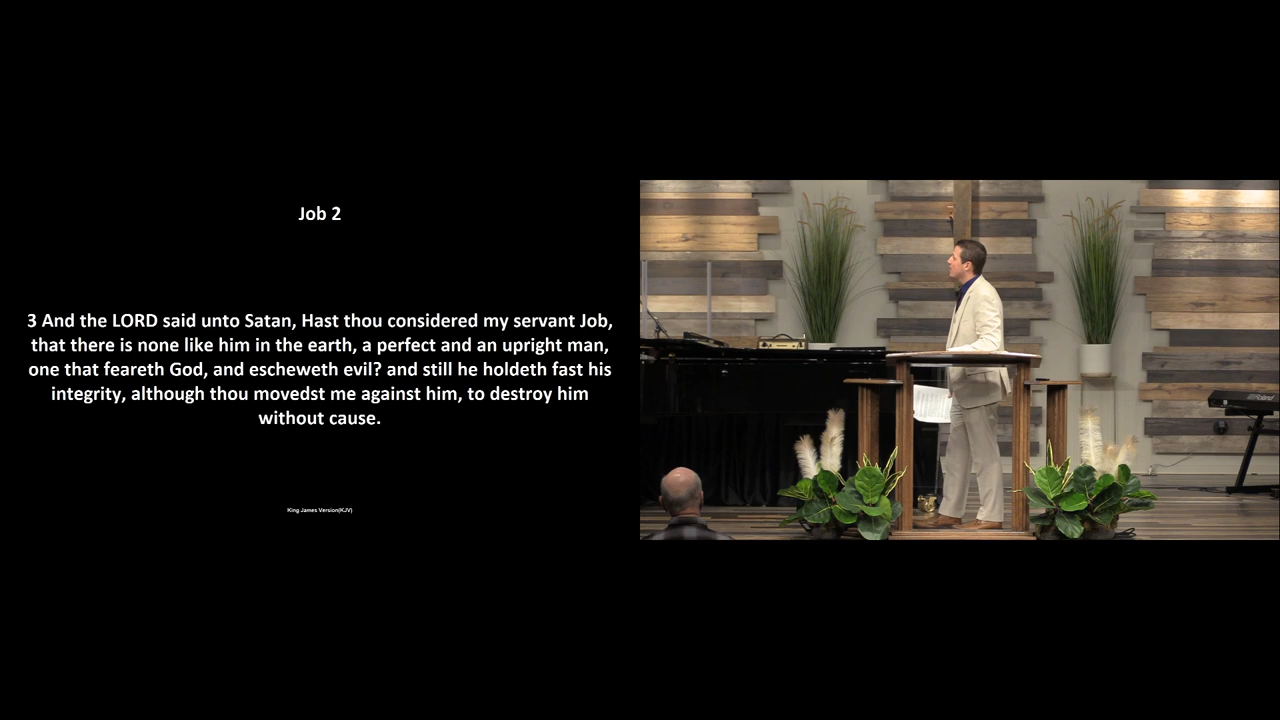 Job 2
3 And the LORD said unto Satan, Hast thou considered my servant Job,
that there is none like him in the earth, a perfect and an upright man,
one that feareth God, and escheweth evil? and still he holdeth fast his
integrity, although thou movedst me against him, to destroy him
without cause.
King James Version(KJV)